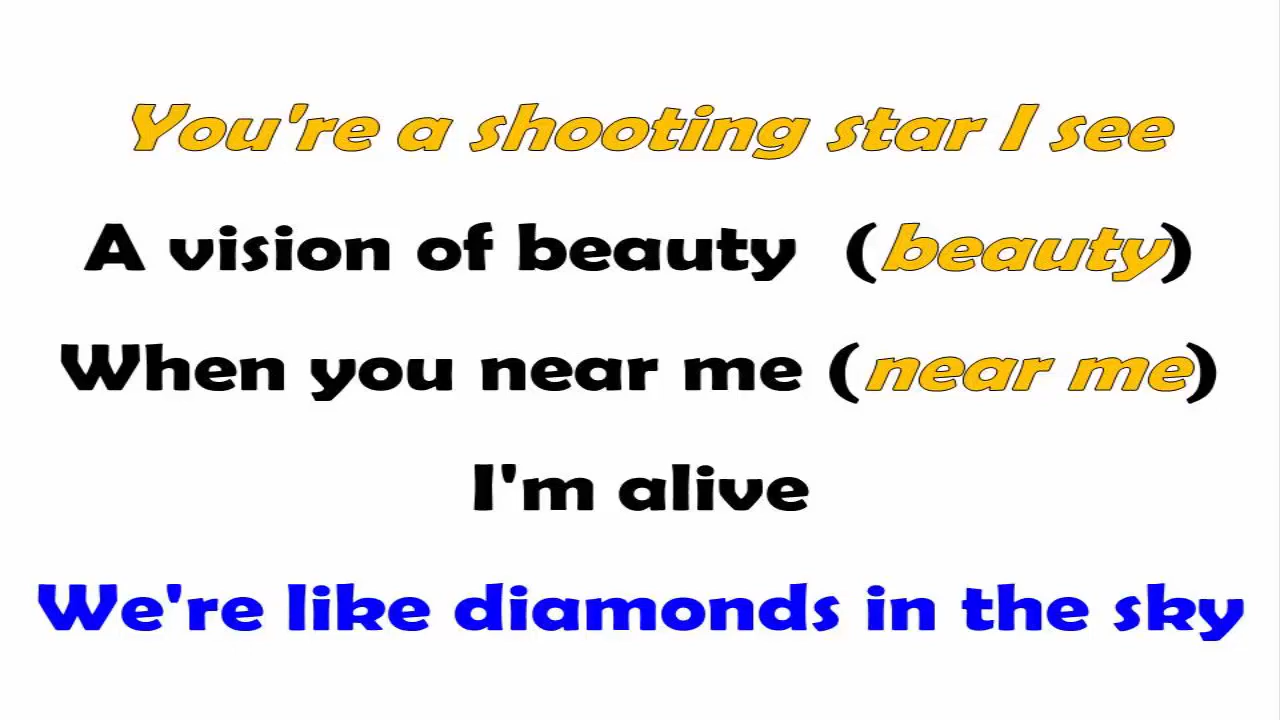 You're a shooting star I see
A vision of beauty (beauty)
When you near me (near me)
I'm alive
We're like diamonds in the sky